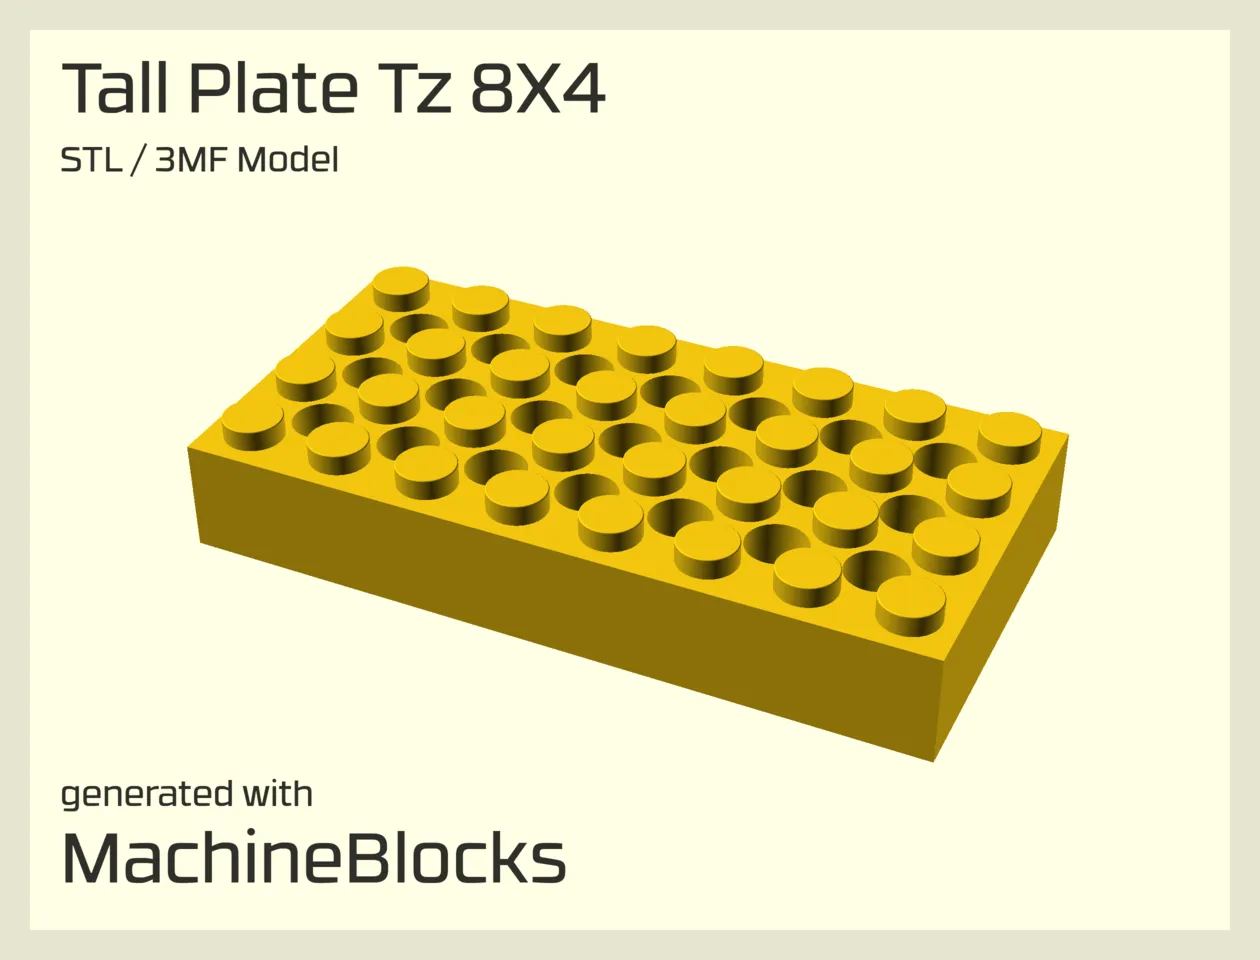 Tall Plate Tz 8X4
STL / 3MF Model
generated with
MachineBlocks